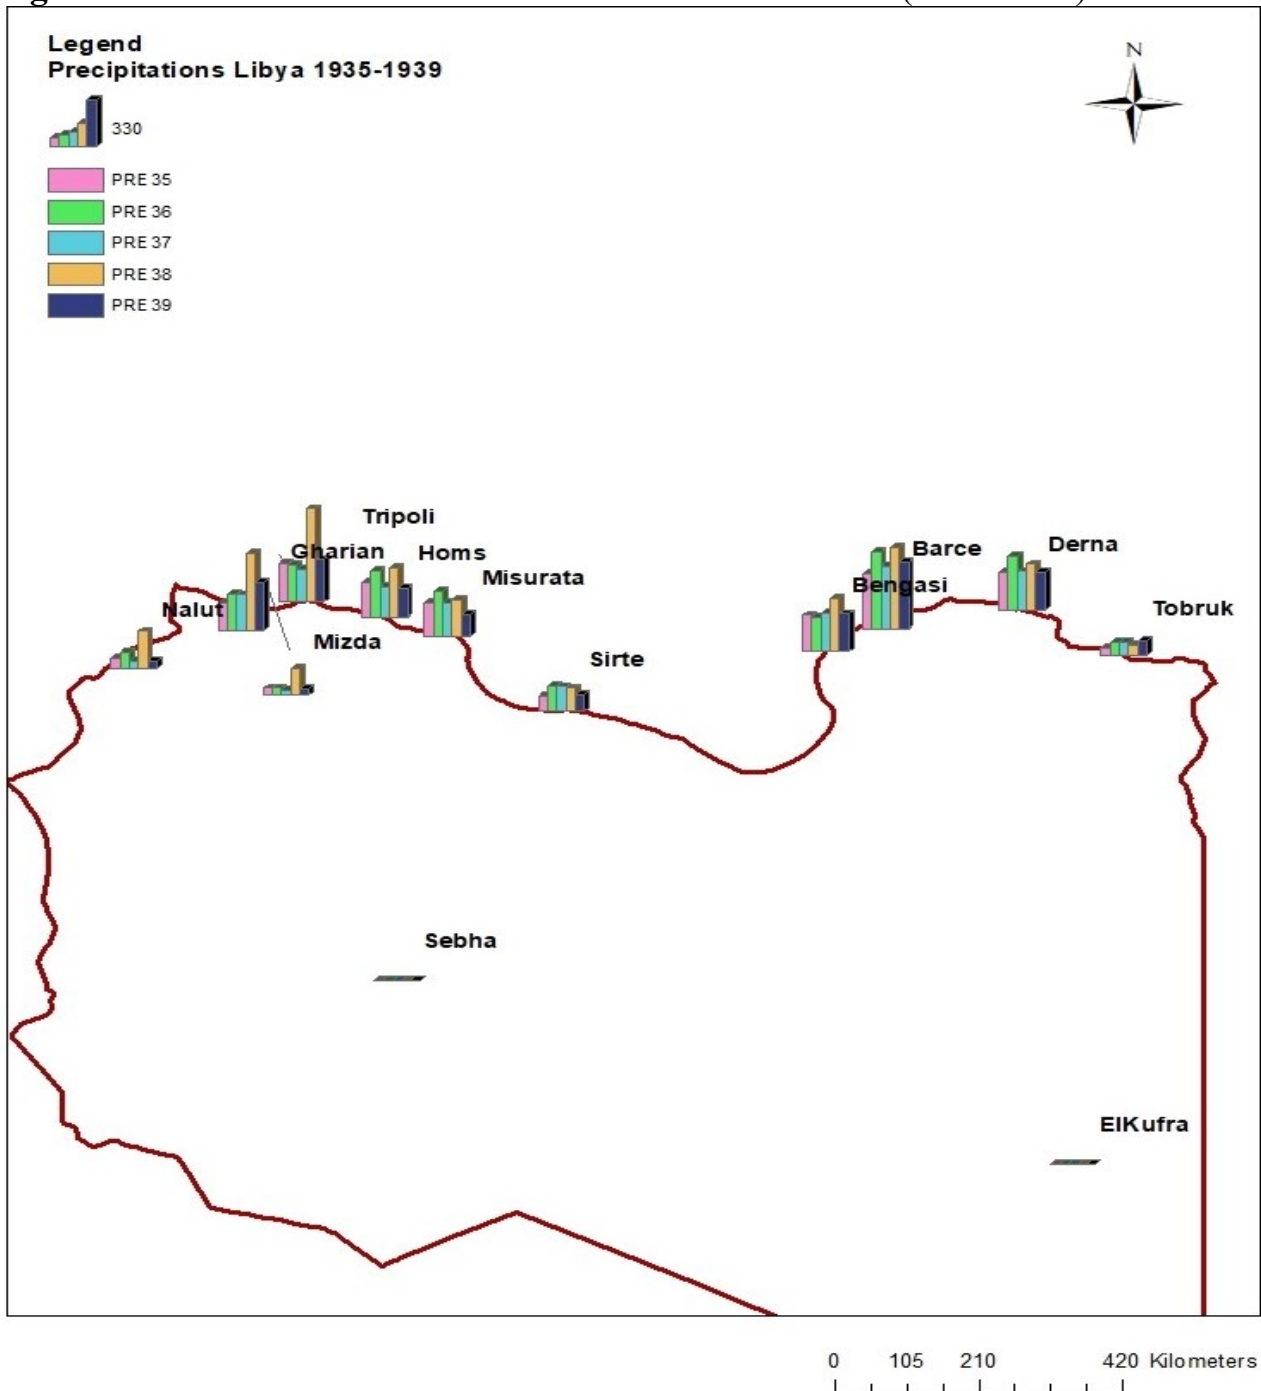 Legend
Precipitations Libya 1935-1939
330
PRE 35
PRE 36
PRE 37
PRE 38
PRE 39
N
Tripoli
Gharian
Homs
Misurata
Nalut
Mizda
Sirte
Barce
Bengasi
Derna
Tobruk
Sebha
ElKufra
0 105 210 420 Kilometers